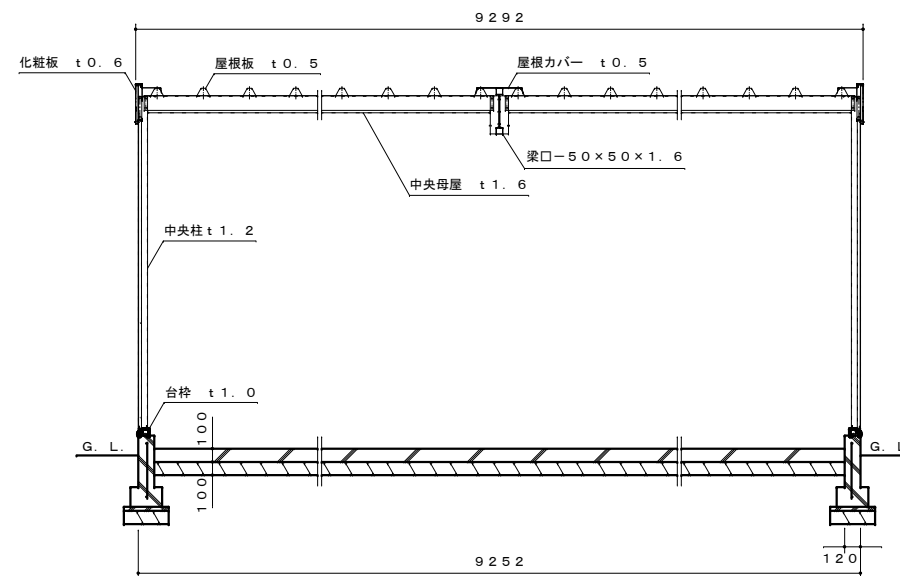 9292
化粧板 t0.6
屋根板 t0.5
屋根カバー t0.5
梁口－50×50×1.6
中央母屋 t1.6
中央柱t1.2
台枠 t1.0
G.L.
100
G.L
100
120
9252